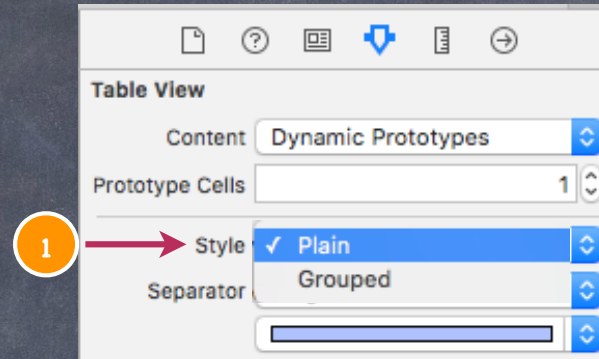 Table View
Content Dynamic Prototypes
Prototype Cells 1
1 Style ✓ Plain
Grouped
Separator